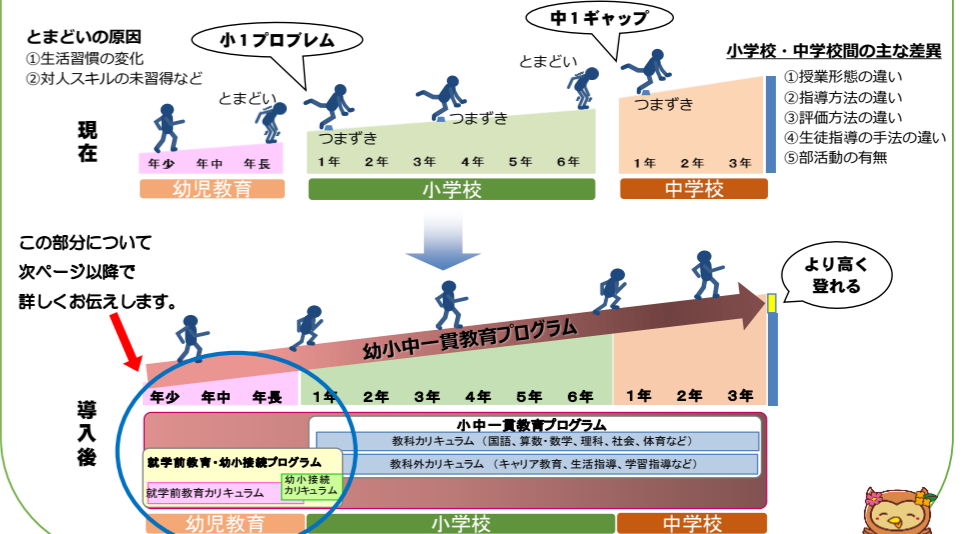 とまどいの原因
①生活習慣の変化
②対人スキルの未習得など
小1プロブレム
中1ギャップ
小学校・中学校間の主な差異
①授業形態の違い
②指導方法の違い
③評価方法の違い
④生徒指導の手法の違い
⑤部活動の有無
現在
とまどい
つまずき
つまずき
とまどい
つまずき
年少 年中 年長
1年 2年 3年 4年 5年 6年
1年 2年 3年
幼児教育
小学校
中学校
この部分について
次ページ以降で
詳しくお伝えします。
より高く
登れる
幼小中一貫教育プログラム
導入後
年少 年中 年長 1年 2年 3年 4年 5年 6年 1年 2年 3年
小中一貫教育プログラム
教科カリキュラム （国語、算数・数学、理科、社会、体育など）
教科外カリキュラム （キャリア教育、生活指導、学習指導など）
就学前教育・幼小接続プログラム
幼小接続
カリキュラム
就学前教育カリキュラム
幼児教育
小学校
中学校